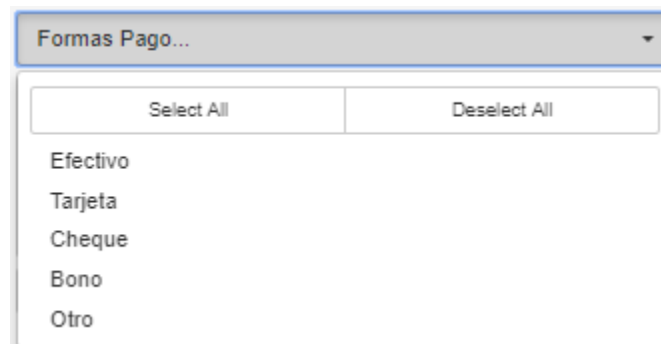 Formas Pago...
Select All Deselect All
Efectivo
Tarjeta
Cheque
Bono
Otro